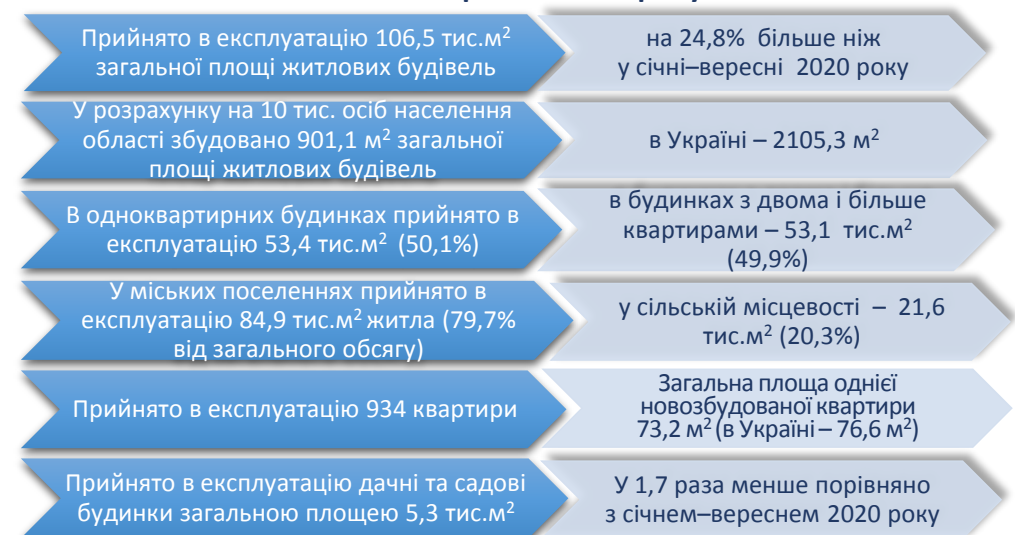 Прийнято в експлуатацію 106,5 тис.м²
загальної площі житлових будівель
на 24,8% більше ніж
у січні–вересні 2020 року
У розрахунку на 10 тис. осіб населення
області збудовано 901,1 м² загальної
площі житлових будівель
в Україні – 2105,3 м²
В одноквартирних будинках прийнято в
експлуатацію 53,4 тис.м² (50,1%)
в будинках з двома і більше
квартирами – 53,1 тис.м²
(49,9%)
У міських поселеннях прийнято в
експлуатацію 84,9 тис.м² житла (79,7%
від загального обсягу)
у сільській місцевості – 21,6
тис.м² (20,3%)
Прийнято в експлуатацію 934 квартири
Загальна площа однієї
новозбудованої квартири
73,2 м² (в Україні – 76,6 м²)
Прийнято в експлуатацію дачні та садові
будинки загальною площею 5,3 тис.м²
У 1,7 раза менше порівняно
з січнем–вереснем 2020 року